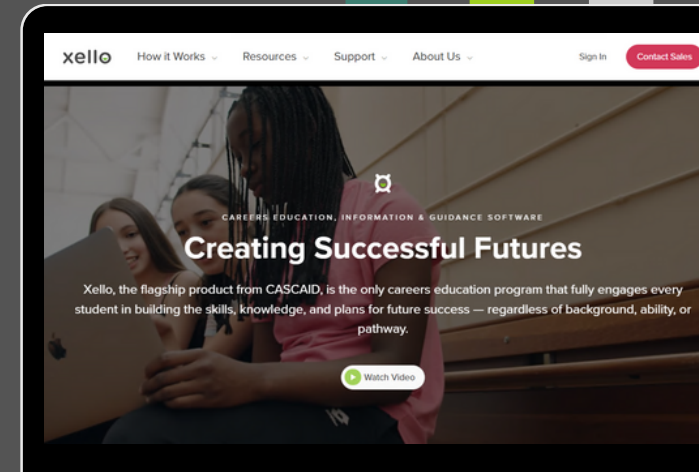 xello How it Works Resources Support About Us Sign In Contact Sales
CAREERS EDUCATION, INFORMATION & GUIDANCE SOFTWARE
Creating Successful Futures
Xello, the flagship product from CASCAID, is the only careers education program that fully engages every
student in building the skills, knowledge, and plans for future success — regardless of background, ability, or
pathway.
Watch Video